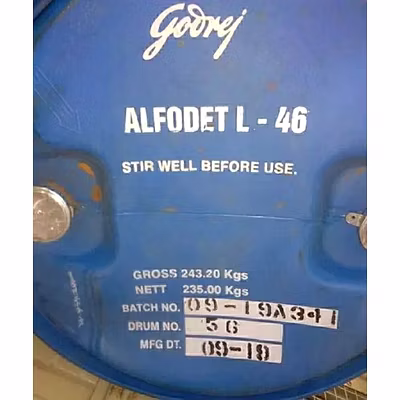 Godrej
ALFODET L - 46
STIR WELL BEFORE USE.
GROSS 243.20 Kgs
NETT 235.00 Kgs
BATCH NO. 09-19A341
DRUM NO. 56
MFG DT. 09-18